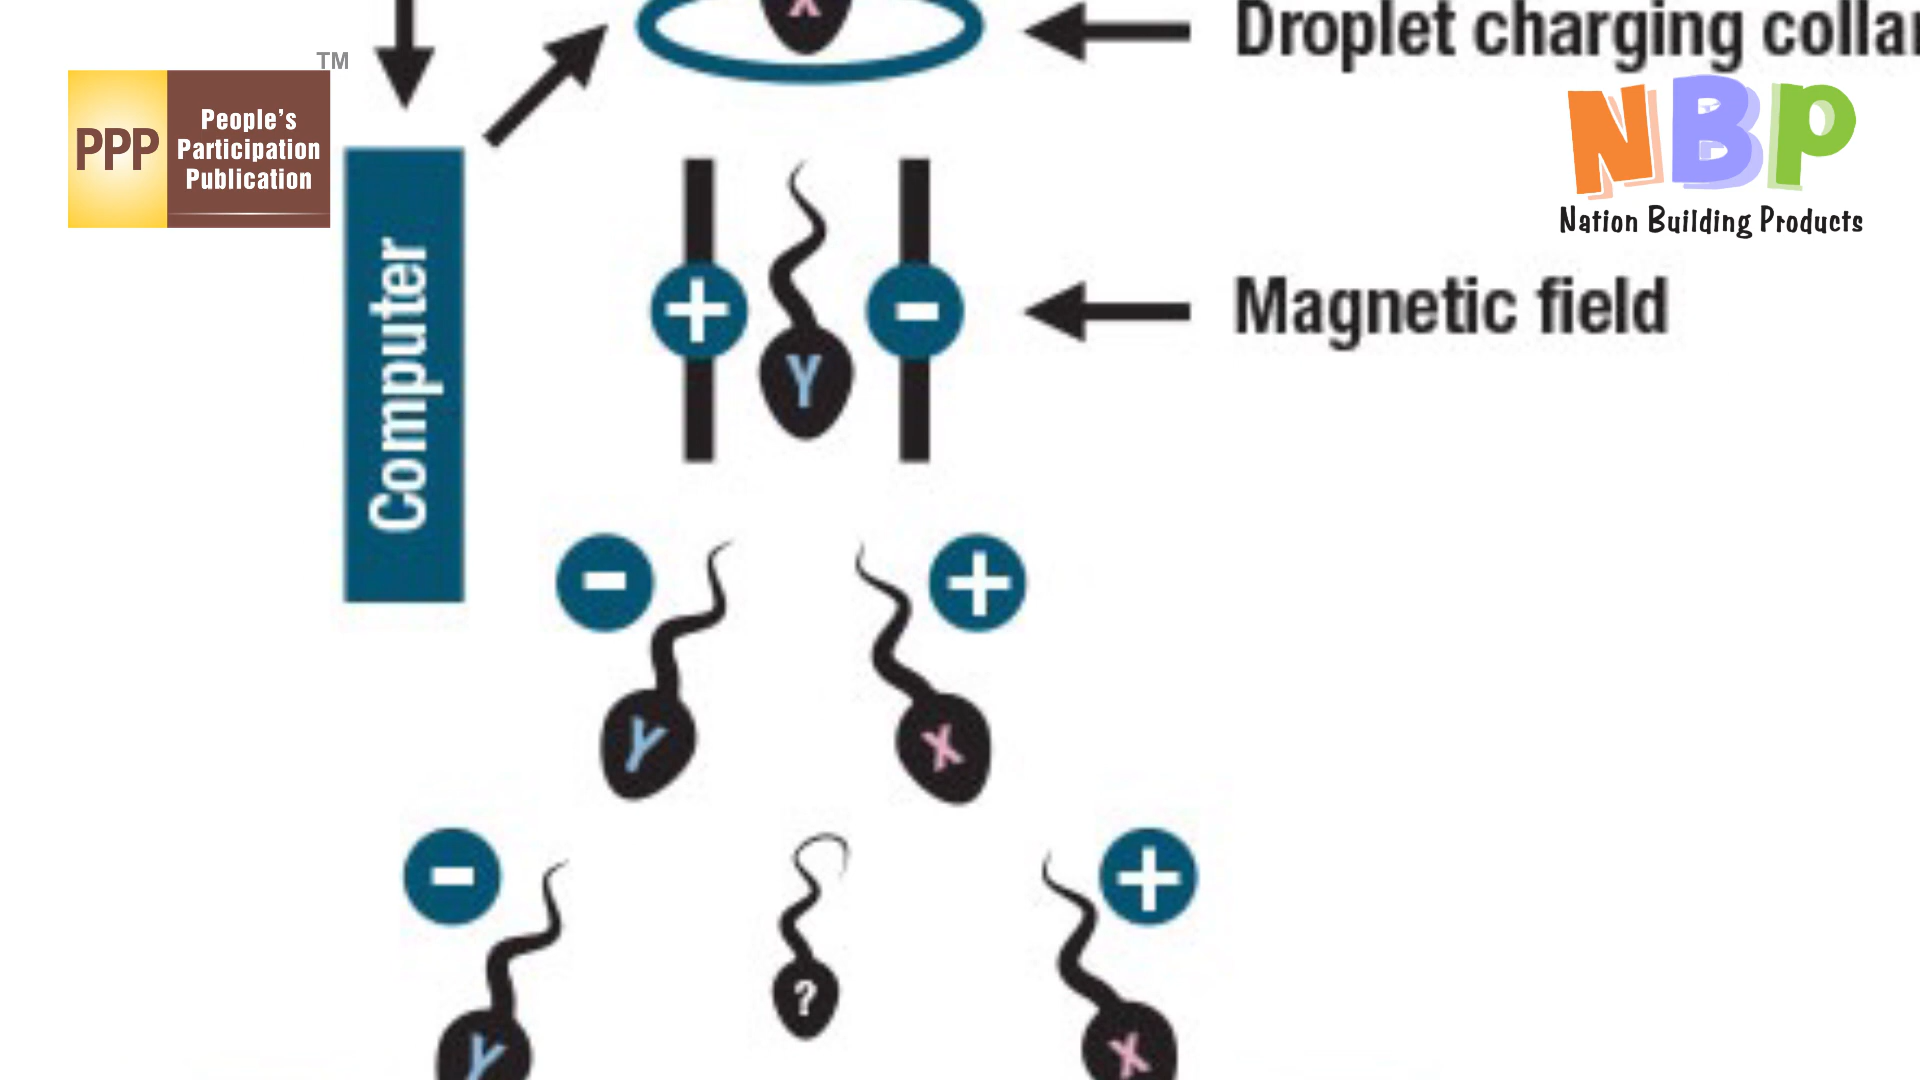 X
Droplet charging colla
TM
PPP
People's
Participation
Publication
NBP
Nation Building Products
Computer
+
Y
-
Magnetic field
-
+
Y
X
-
+
?
Y
X